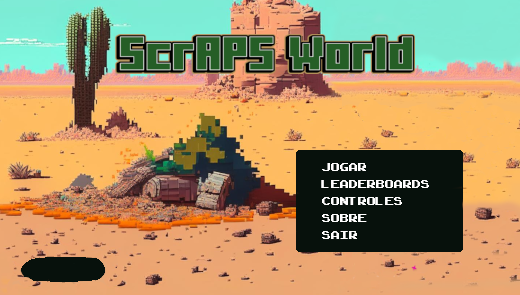 ScrAPS World
JOGAR
LEADERBOARDS
CONTROLES
SOBRE
SAIR